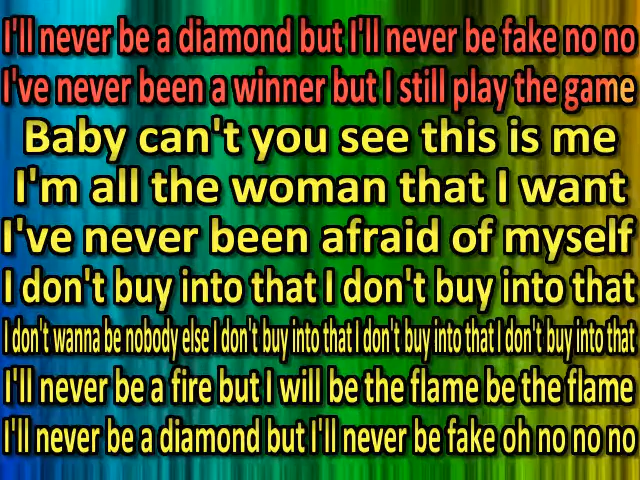 I'll never be a diamond but I'll never be fake no no
I've never been a winner but I still play the game
Baby can't you see this is me
I'm all the woman that I want
I've never been afraid of myself
I don't buy into that I don't buy into that
I don't wanna be nobody else I don't buy into that I don't buy into that I don't buy into that
I'll never be a fire but I will be the flame be the flame
I'll never be a diamond but I'll never be fake oh no no no